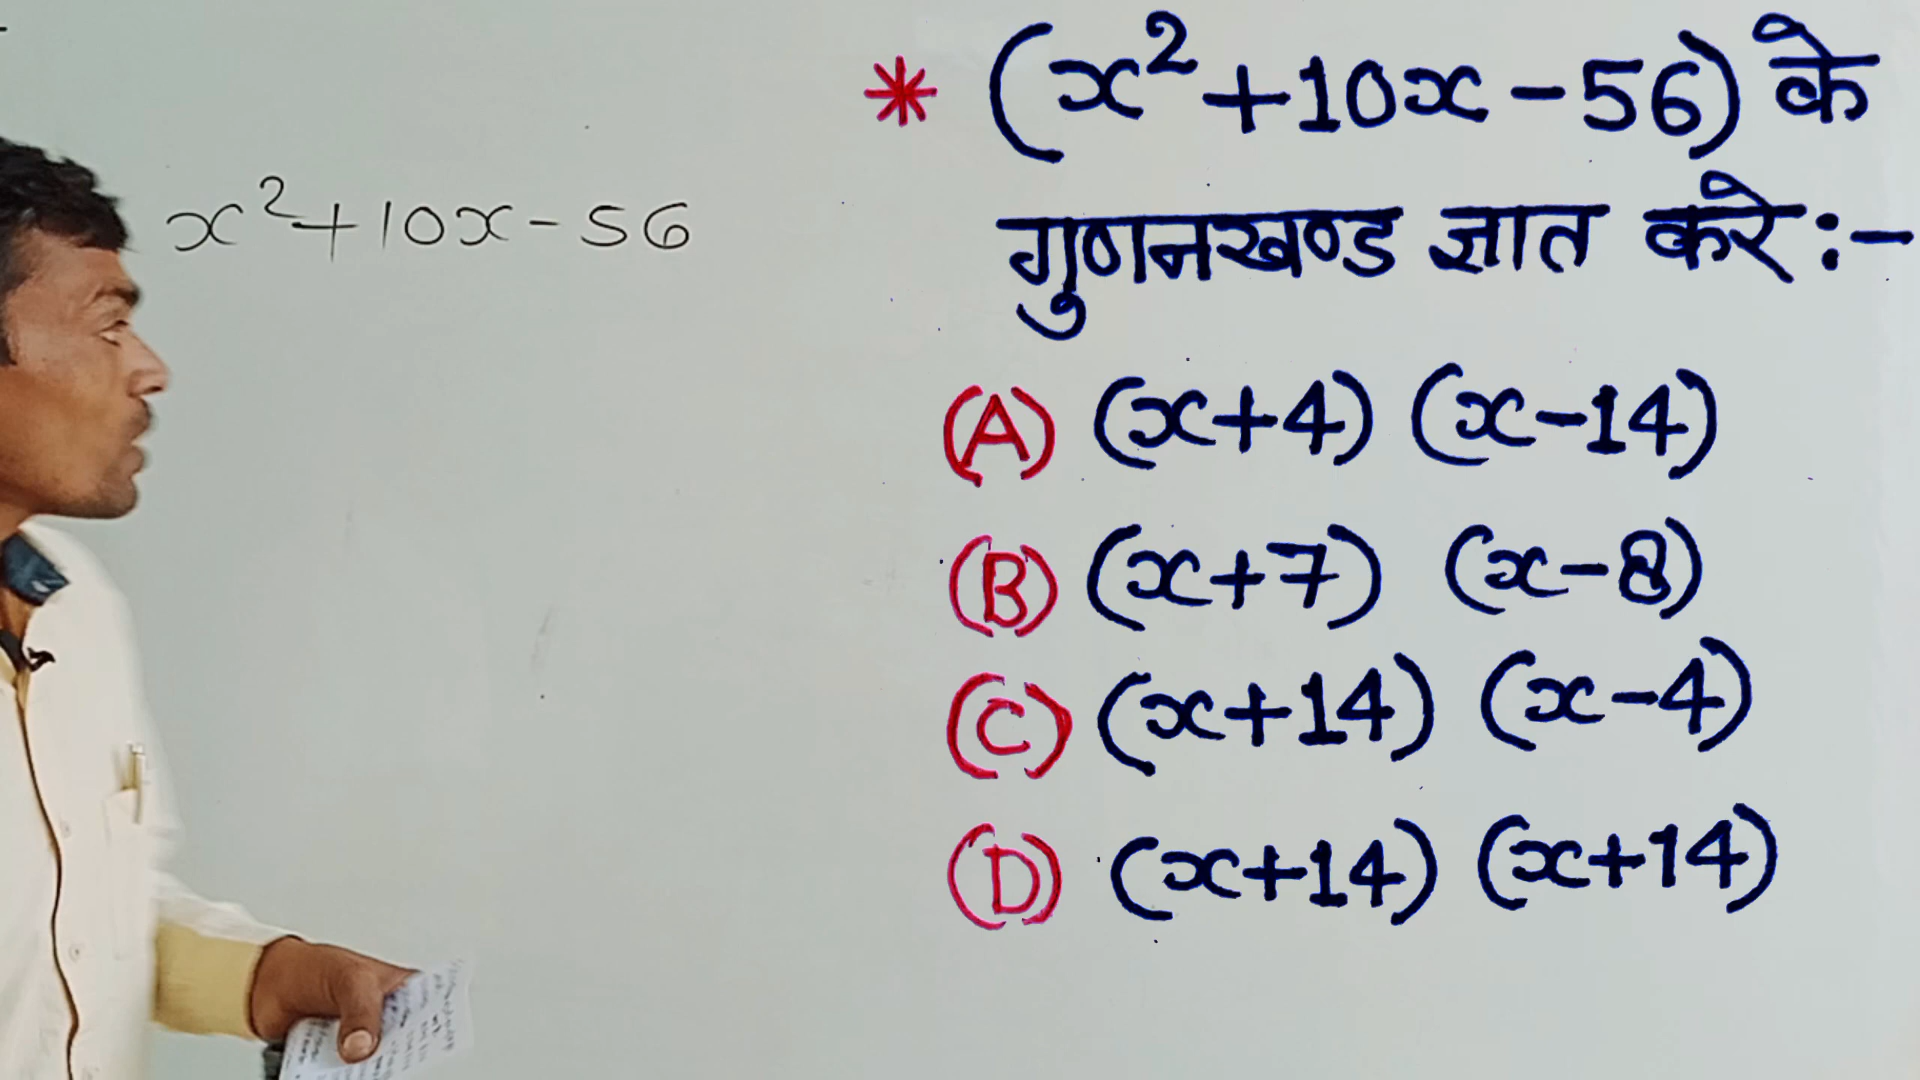 x²+10x-56
* (x²+10x-56) के
गुणनखण्ड ज्ञात करे:-
(A) (x+4) (x-14)
(B) (x+7) (x-8)
(C) (x+14) (x-4)
(D) (x+14) (x+14)